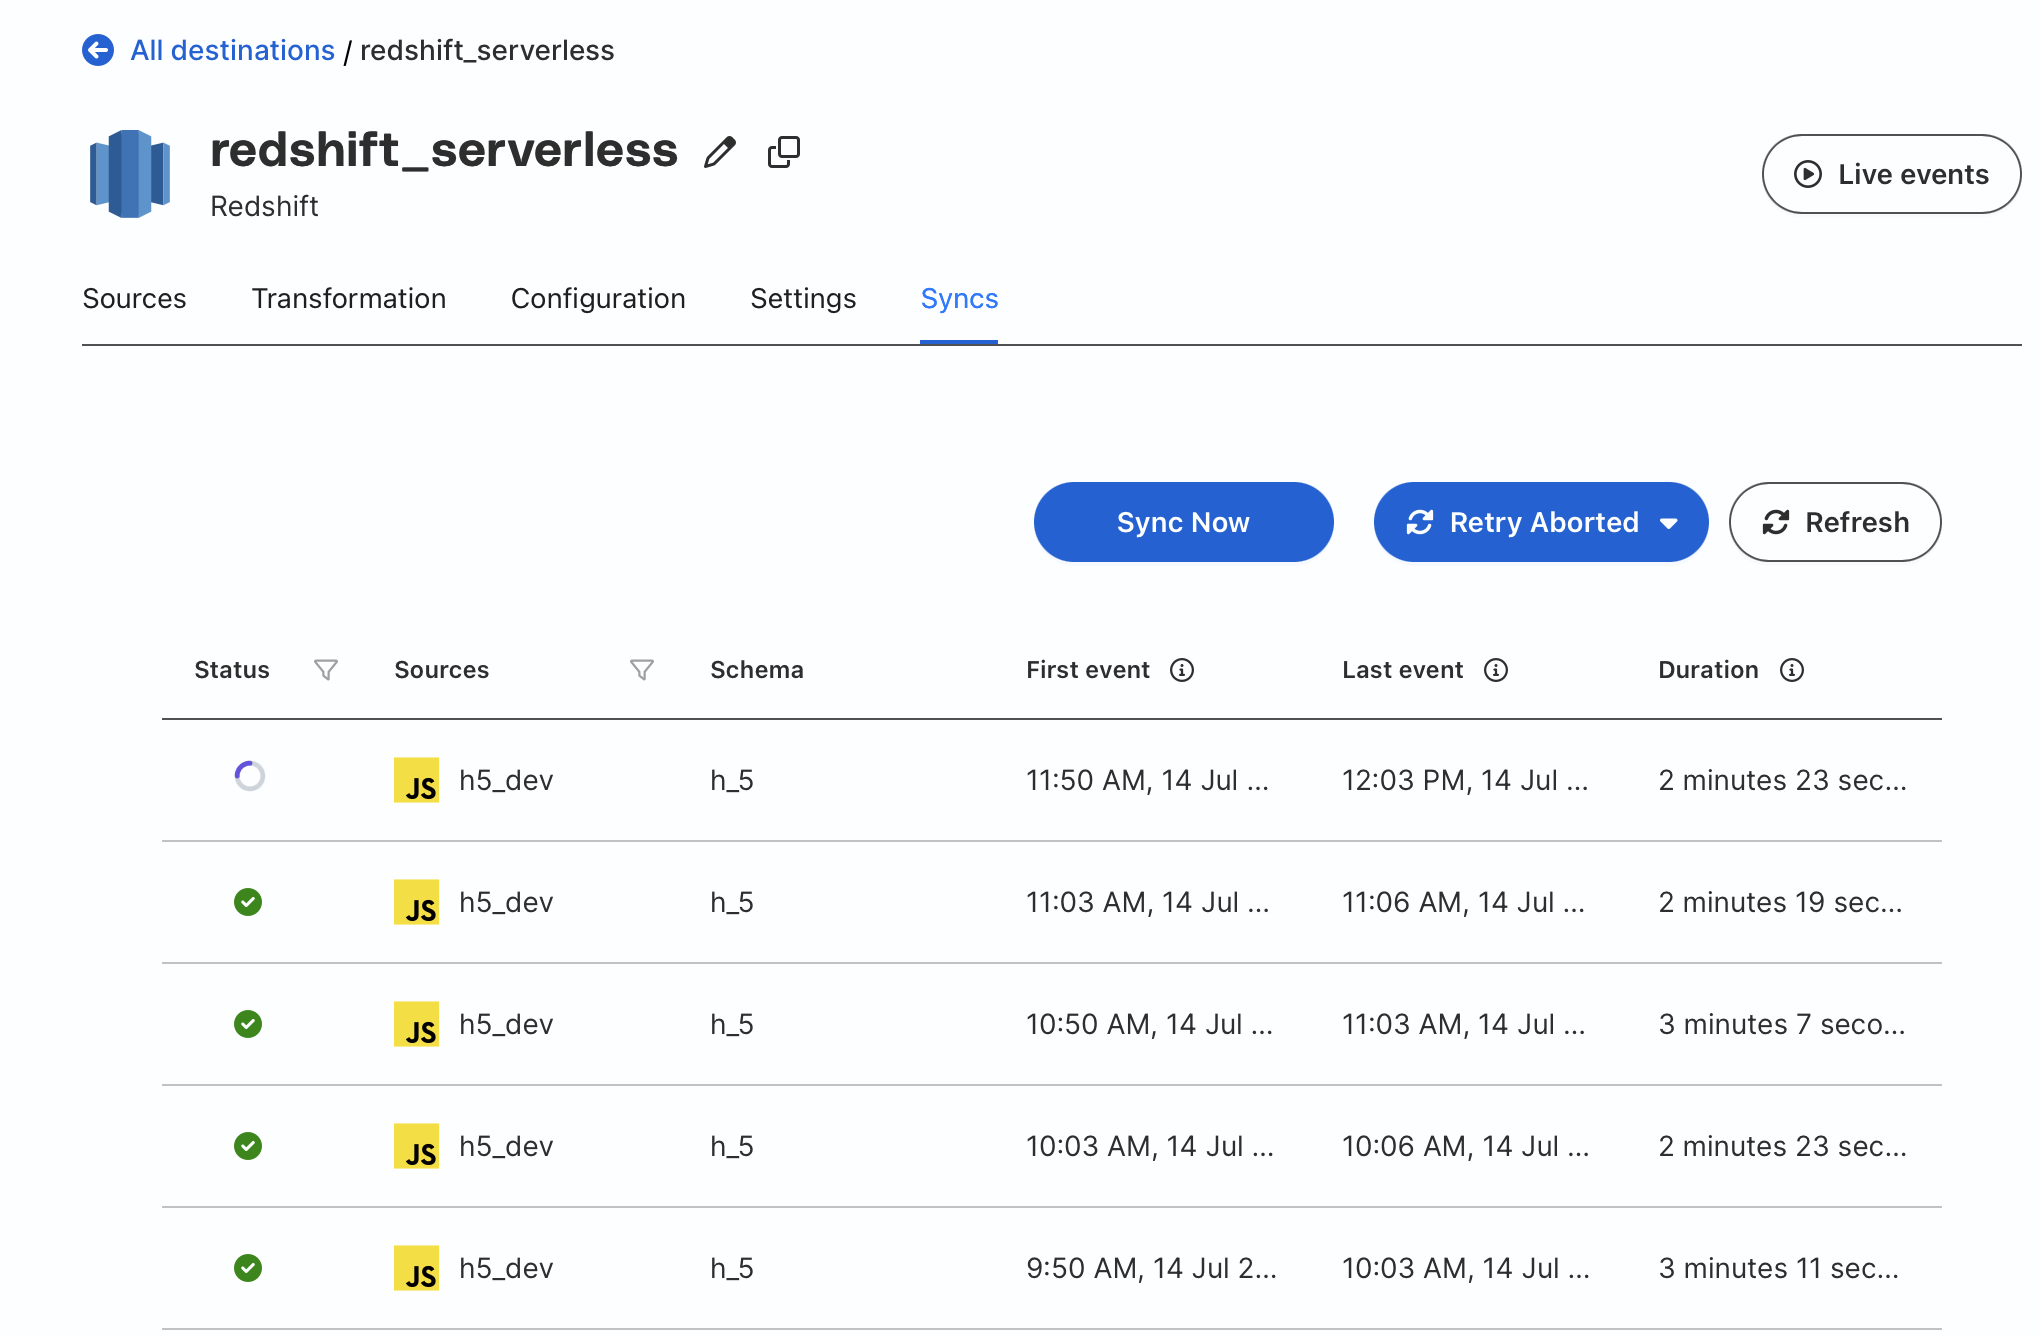 All destinations / redshift_serverless
redshift_serverless
Redshift
Live events
Sources Transformation Configuration Settings Syncs
Sync Now Retry Aborted Refresh
Status Sources Schema First event Last event Duration
JS h5_dev h_5 11:50 AM, 14 Jul ... 12:03 PM, 14 Jul ... 2 minutes 23 sec...
JS h5_dev h_5 11:03 AM, 14 Jul ... 11:06 AM, 14 Jul ... 2 minutes 19 sec...
JS h5_dev h_5 10:50 AM, 14 Jul ... 11:03 AM, 14 Jul ... 3 minutes 7 seco...
JS h5_dev h_5 10:03 AM, 14 Jul ... 10:06 AM, 14 Jul ... 2 minutes 23 sec...
JS h5_dev h_5 9:50 AM, 14 Jul 2... 10:03 AM, 14 Jul ... 3 minutes 11 sec...